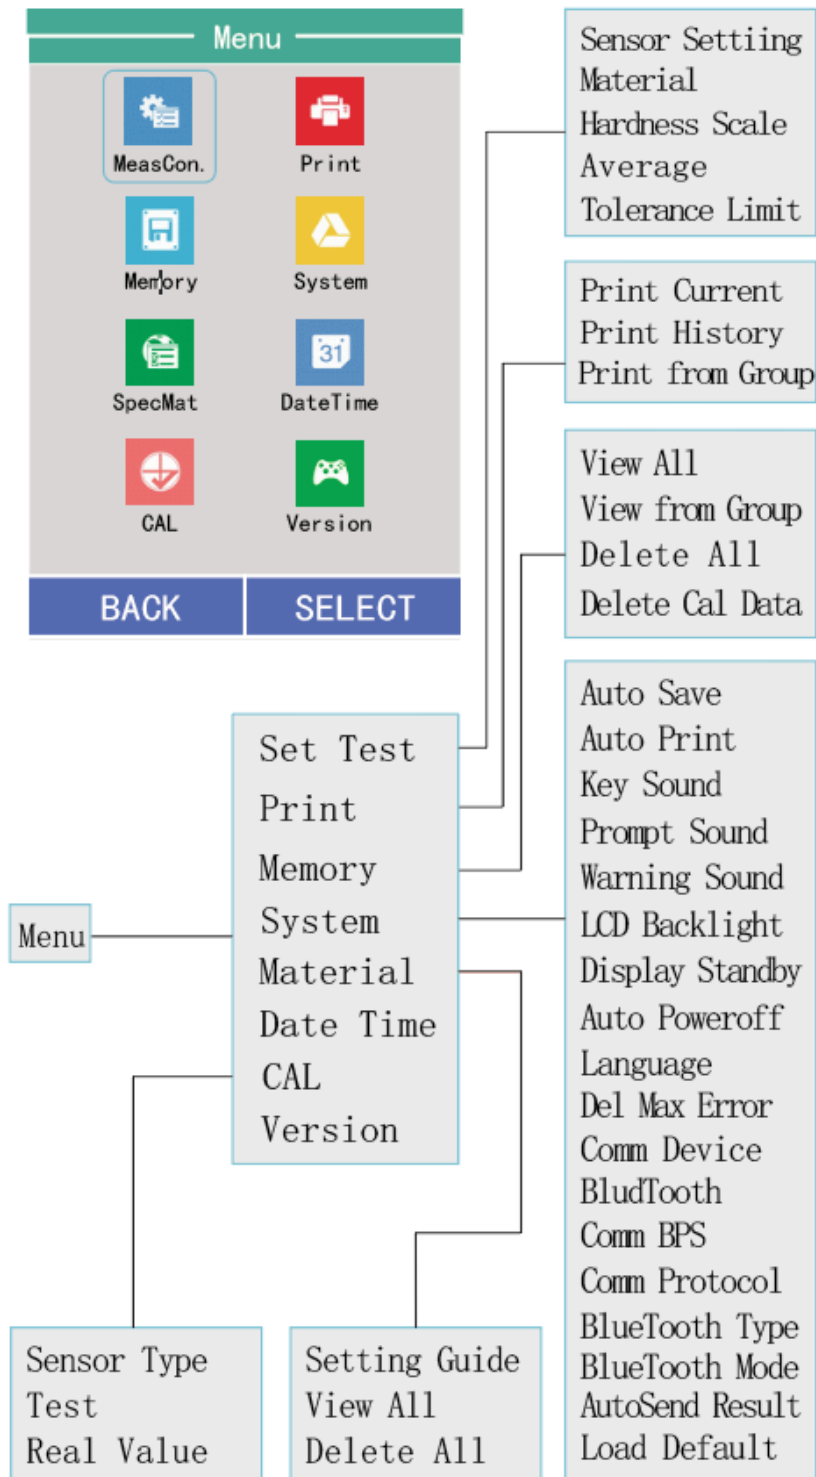 Menu
MeasCon.
Print
Memory
System
SpecMat
31
DateTime
CAL
Version
BACK
SELECT
Sensor Settiing
Material
Hardness Scale
Average
Tolerance Limit
Print Current
Print History
Print from Group
View All
View from Group
Delete All
Delete Cal Data
Menu
Set Test
Print
Memory
System
Material
Date Time
CAL
Version
Auto Save
Auto Print
Key Sound
Prompt Sound
Warning Sound
LCD Backlight
Display Standby
Auto Poweroff
Language
Del Max Error
Comm Device
BludTooth
Comm BPS
Comm Protocol
BlueTooth Type
BlueTooth Mode
AutoSend Result
Load Default
Sensor Type
Test
Real Value
Setting Guide
View All
Delete All